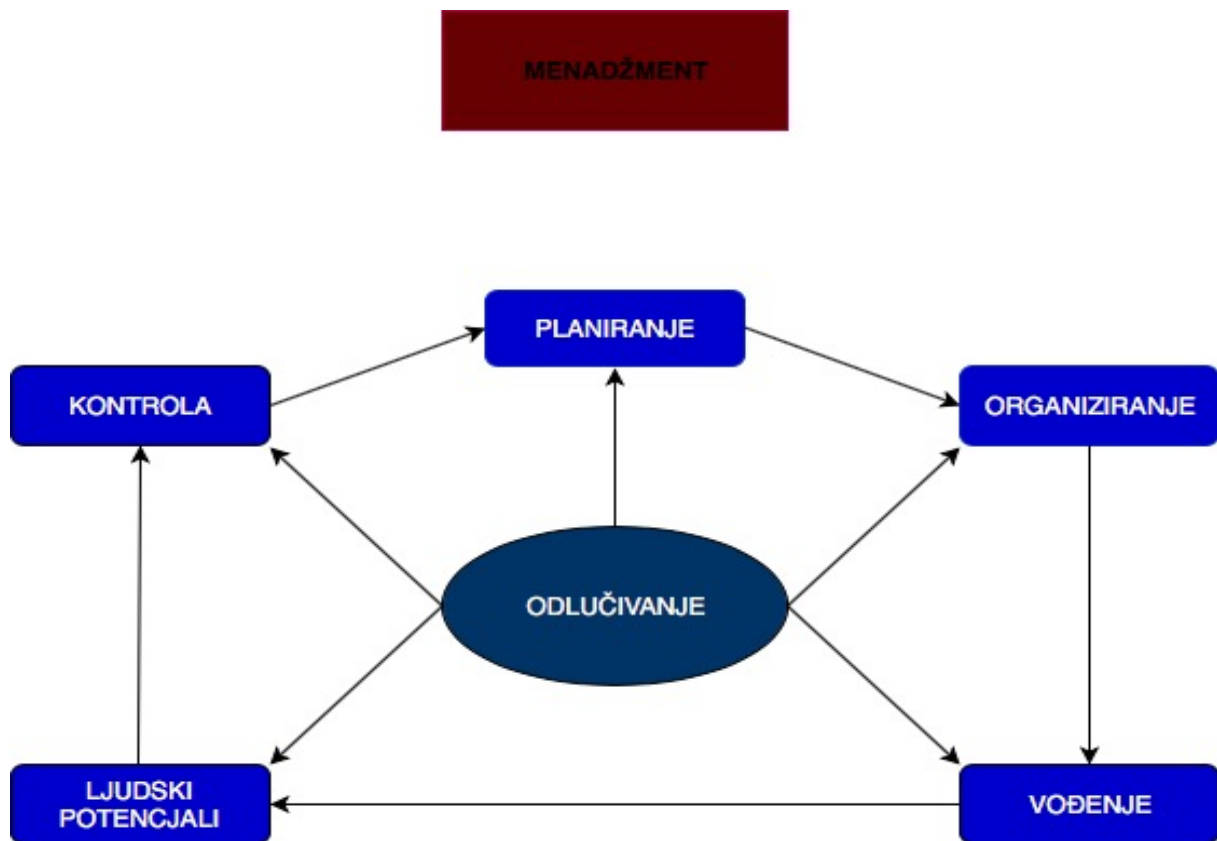 MENADŽMENT
PLANIRANJE
KONTROLA
ORGANIZIRANJE
ODLUČIVANJE
LJUDSKI
POTENCJALI
VOĐENJE